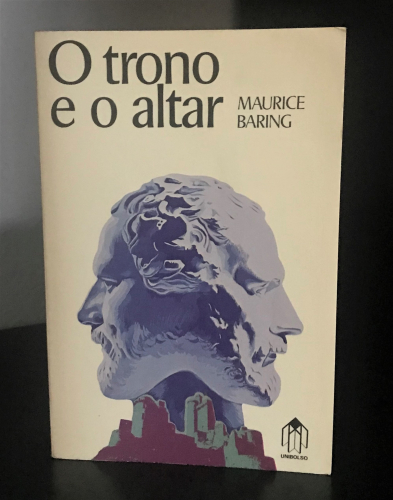 O trono
e o altar
MAURICE
BARING
UNIBOLSO